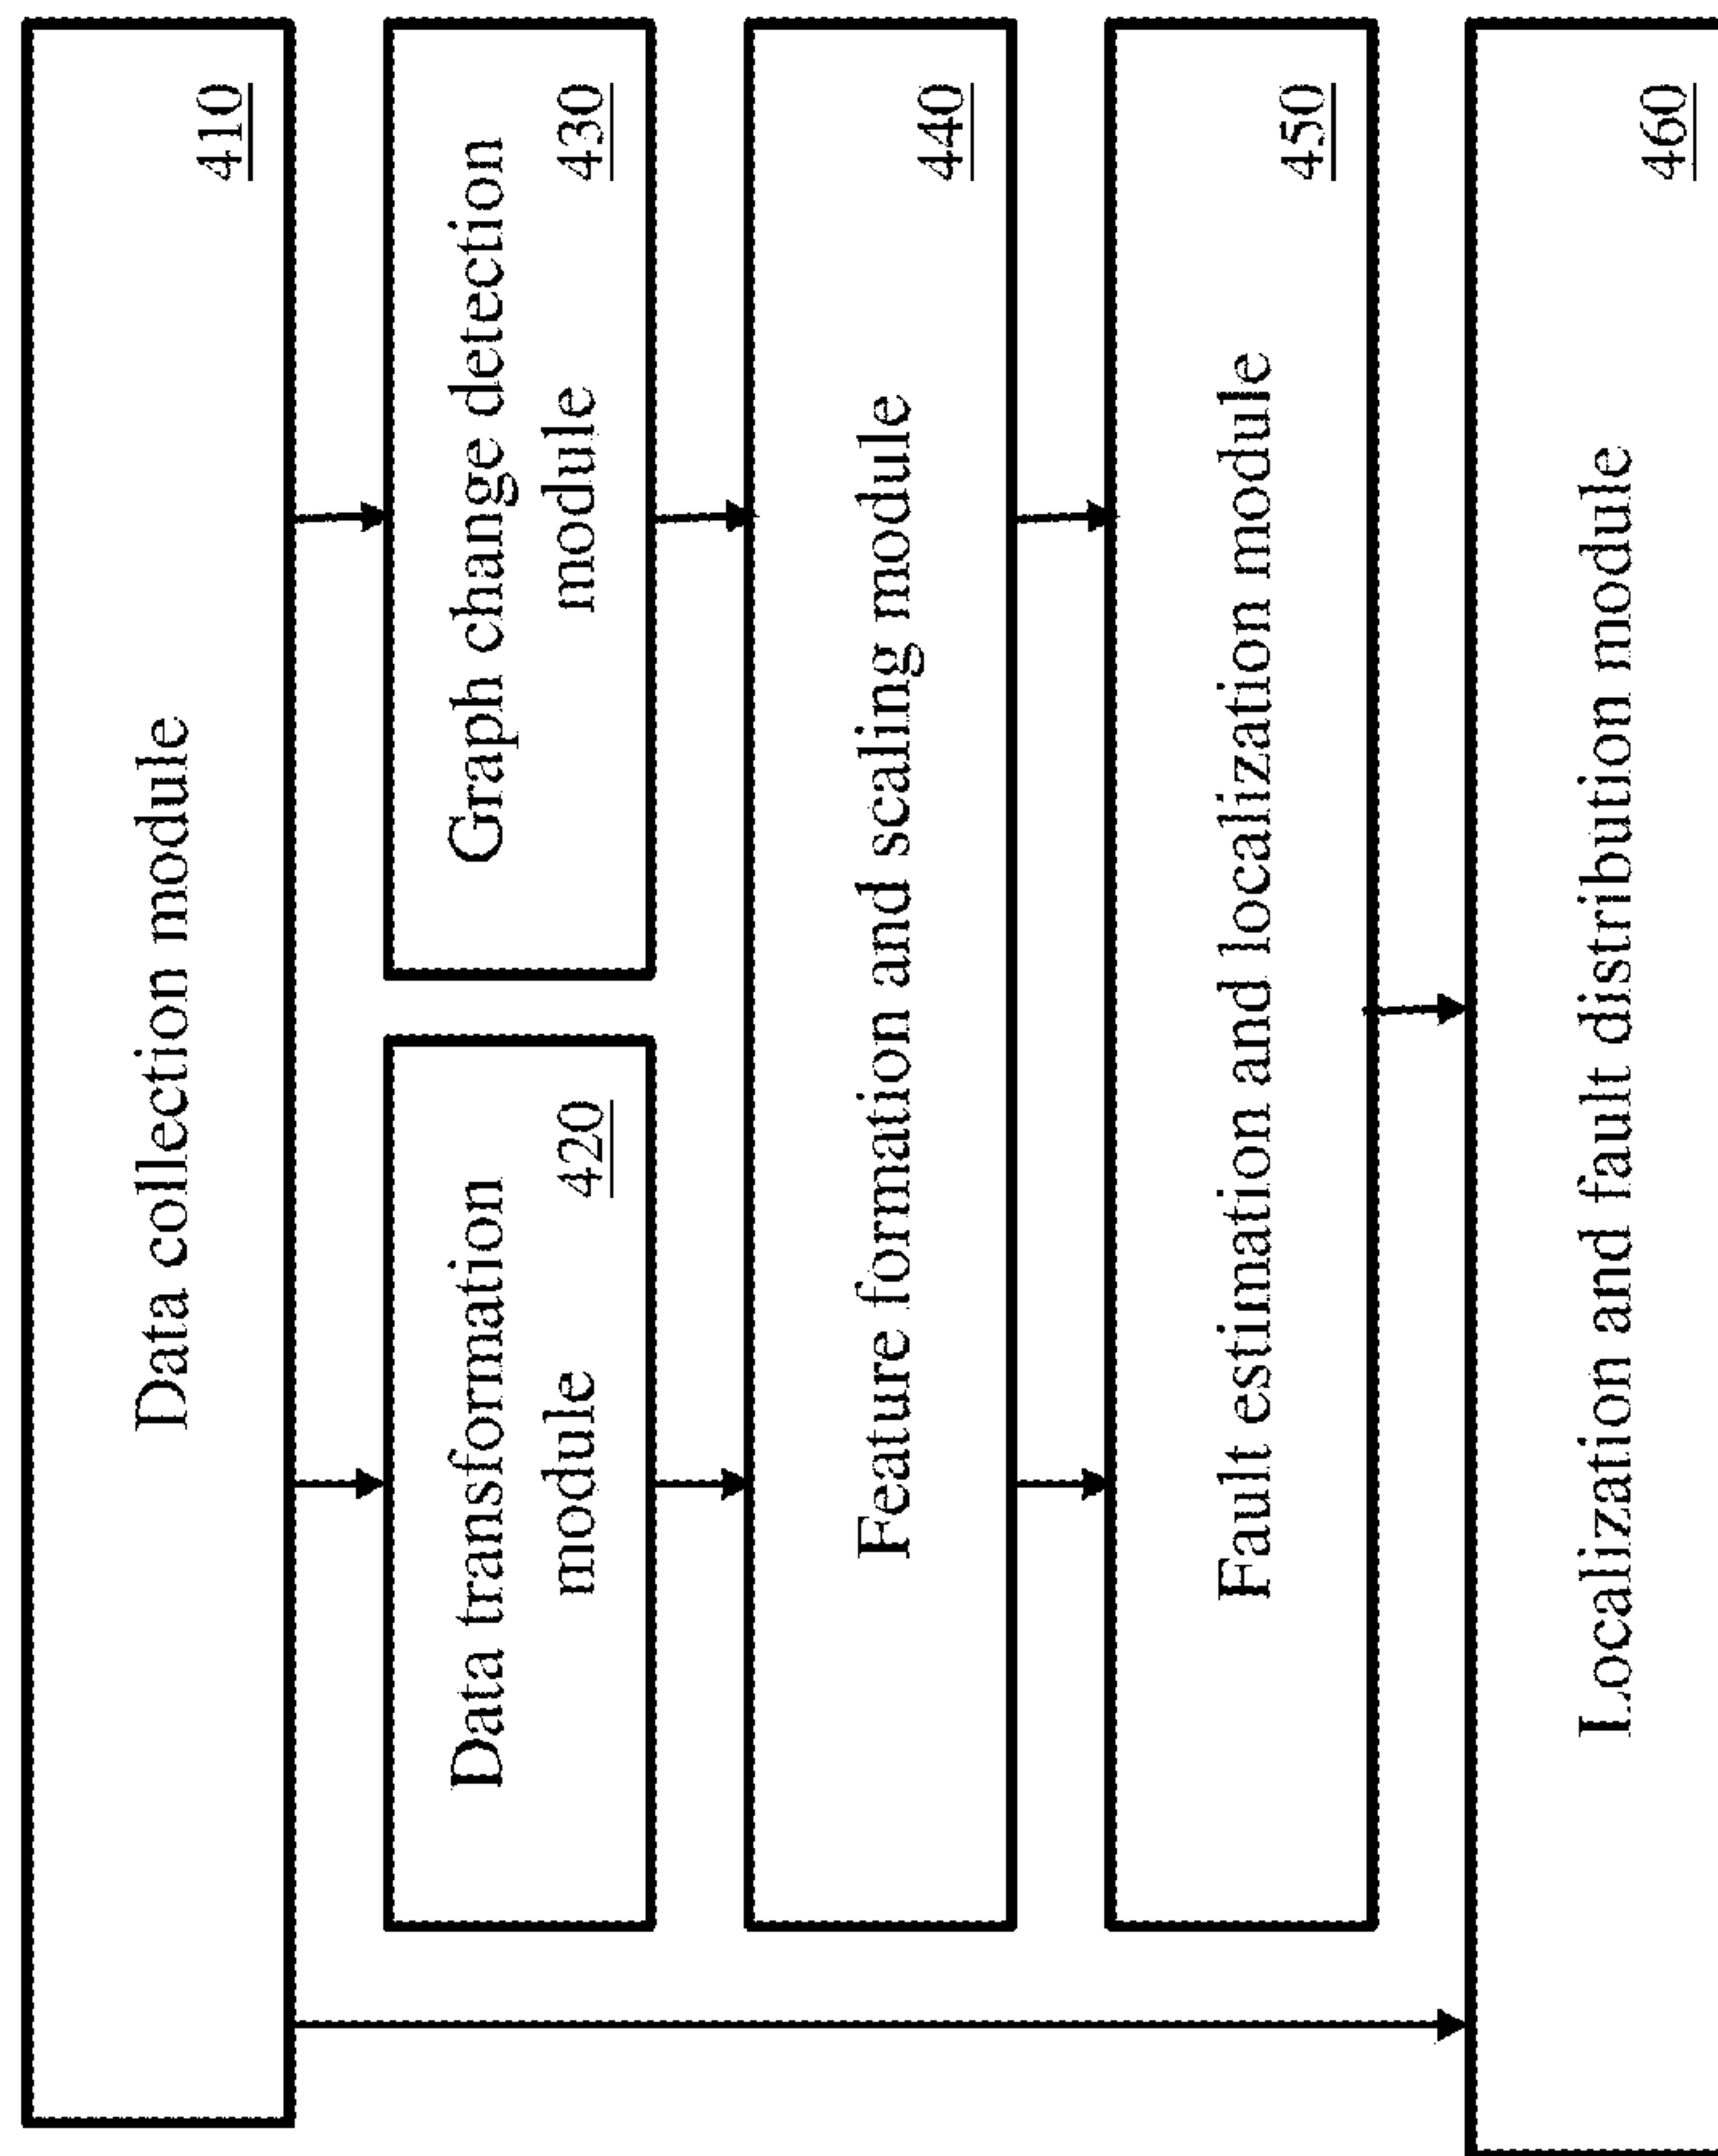 Data collection module
410
Data transformation
module
420
Graph change detection
module
430
Feature formation and scaling module
440
Fault estimation and localization module
450
Localization and fault distribution module
460